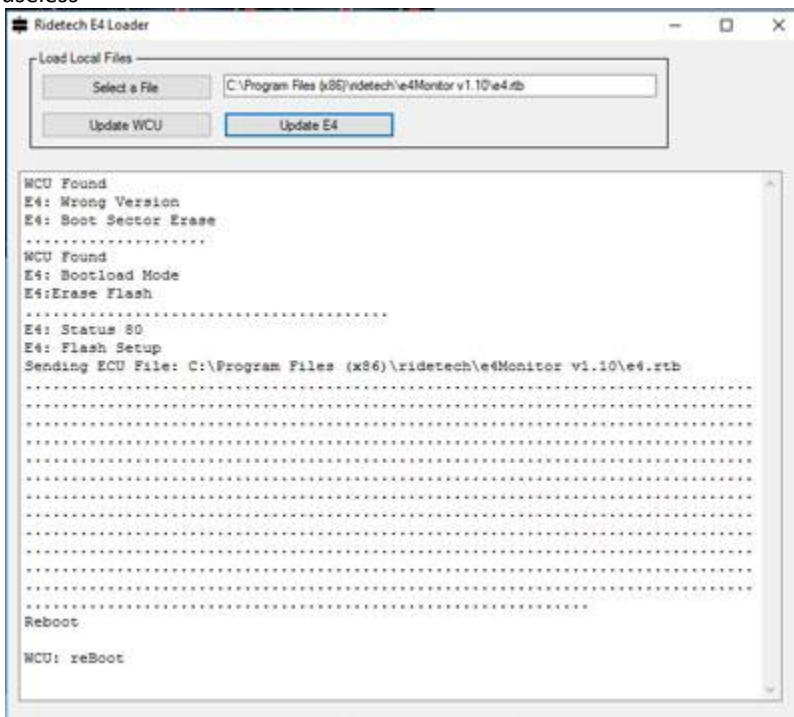 useless
Ridetech E4 Loader
Load Local Files
Select a File
C:\Program Files (x86)\ridetech\e4Monitor v1.10\e4.rtb
Update WCU
Update E4
WCU Found
E4: Wrong Version
E4: Boot Sector Erase
....................
WCU Found
E4: Bootload Mode
E4:Erase Flash
........................................
E4: Status 80
E4: Flash Setup
Sending ECU File: C:\Program Files (x86)\ridetech\e4Monitor v1.10\e4.rtb
................................................................................
................................................................................
................................................................................
................................................................................
................................................................................
................................................................................
................................................................................
................................................................................
................................................................................
................................................................................
................................................................................
..............................................................
Reboot
WCU: reBoot